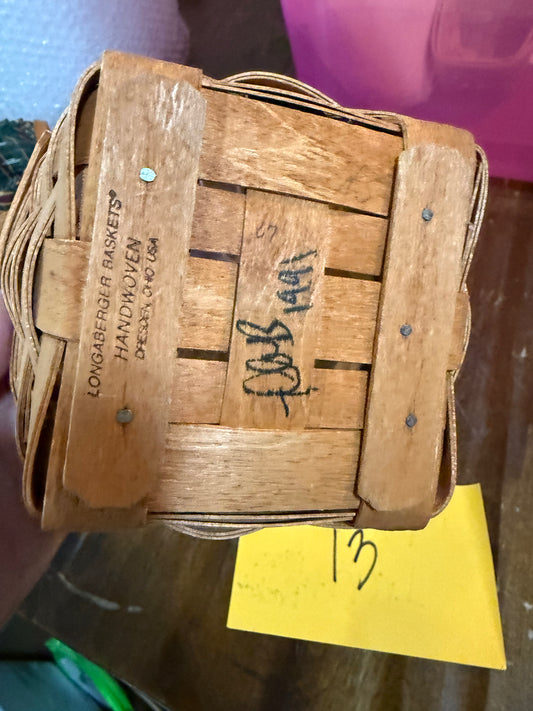 LONGABERGER BASKETS®
HANDWOVEN
DRESDEN, OHIO USA
1991
13